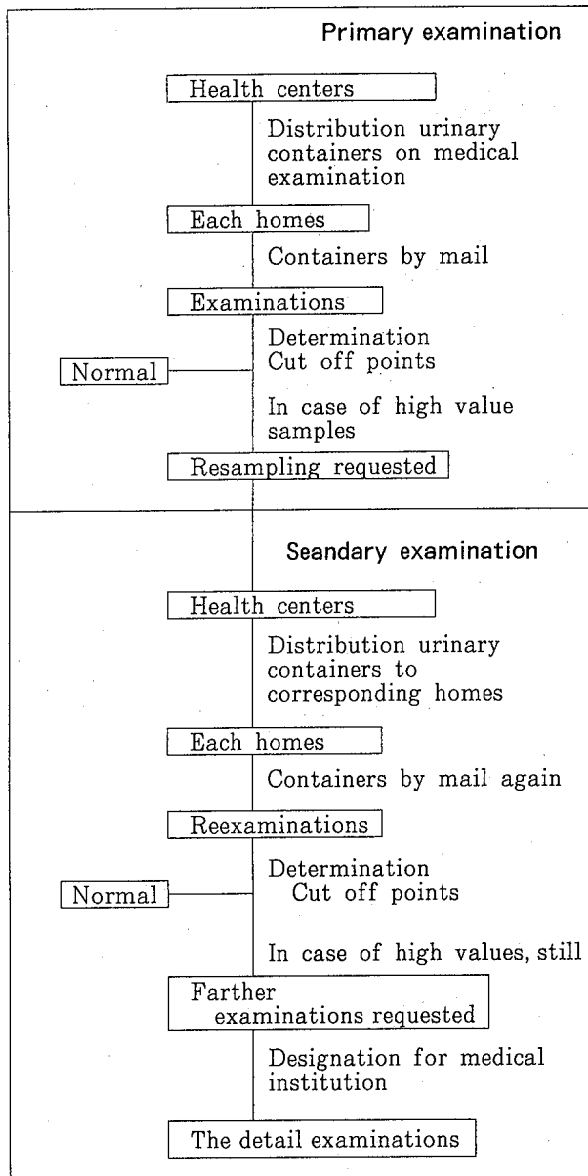 Primary examination
Health centers
Distribution urinary
containers on medical
examination
Each homes
Containers by mail
Examinations
Determination
Cut off points
Normal
In case of high value
samples
Resampling requested
Seandary examination
Health centers
Distribution urinary
containers to
corresponding homes
Each homes
Containers by mail again
Reexaminations
Determination
Cut off points
Normal
In case of high values, still
Farther
examinations requested
Designation for medical
institution
The detail examinations